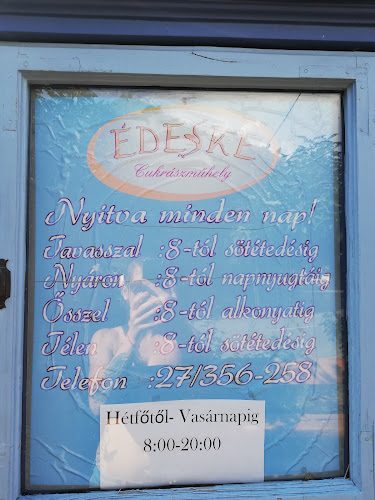 ÉDESKE
Cukrászműhely
Nyitva minden nap!
Tavasszal :8-tól sötétedésig
Nyáron :8-tól napnyugtáig
Ősszel :8-tól alkonyatig
Télen :8-tól sötétedésig
Telefon :27/356-258
Hétfőtől- Vasárnapig
8:00-20:00